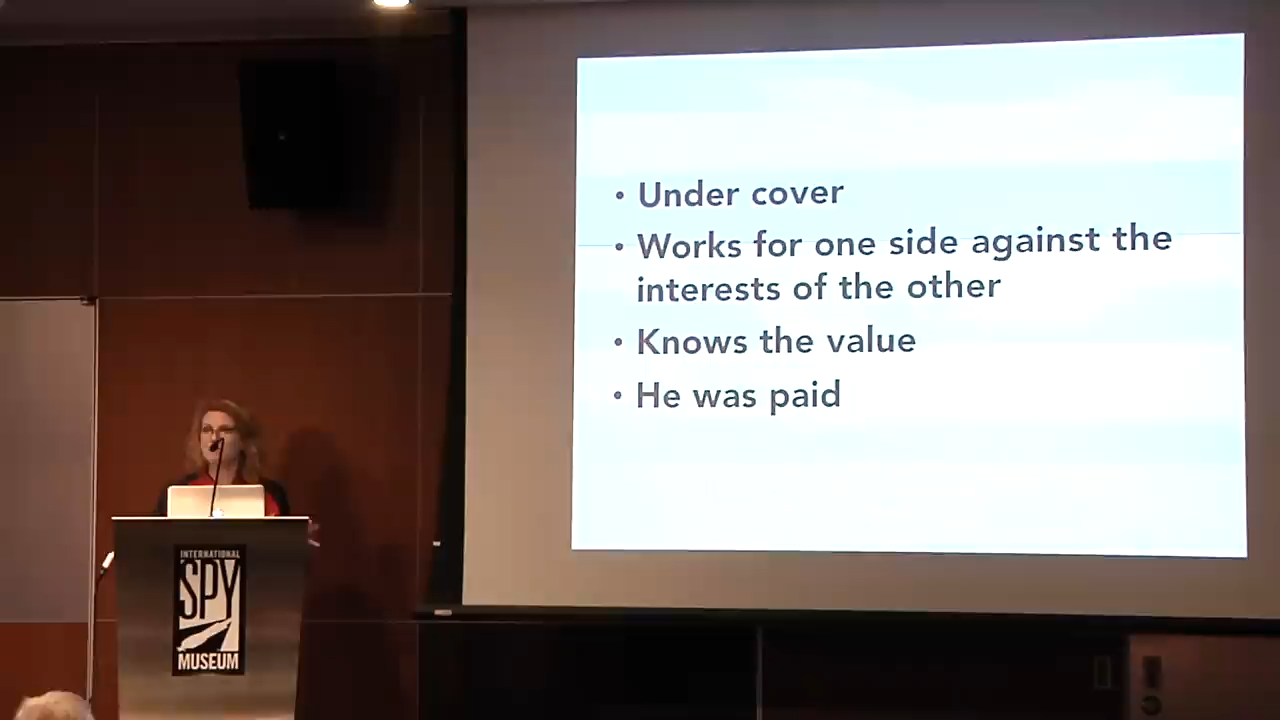 • Under cover
• Works for one side against the
interests of the other
• Knows the value
• He was paid
INTERNATIONAL
SPY
MUSEUM